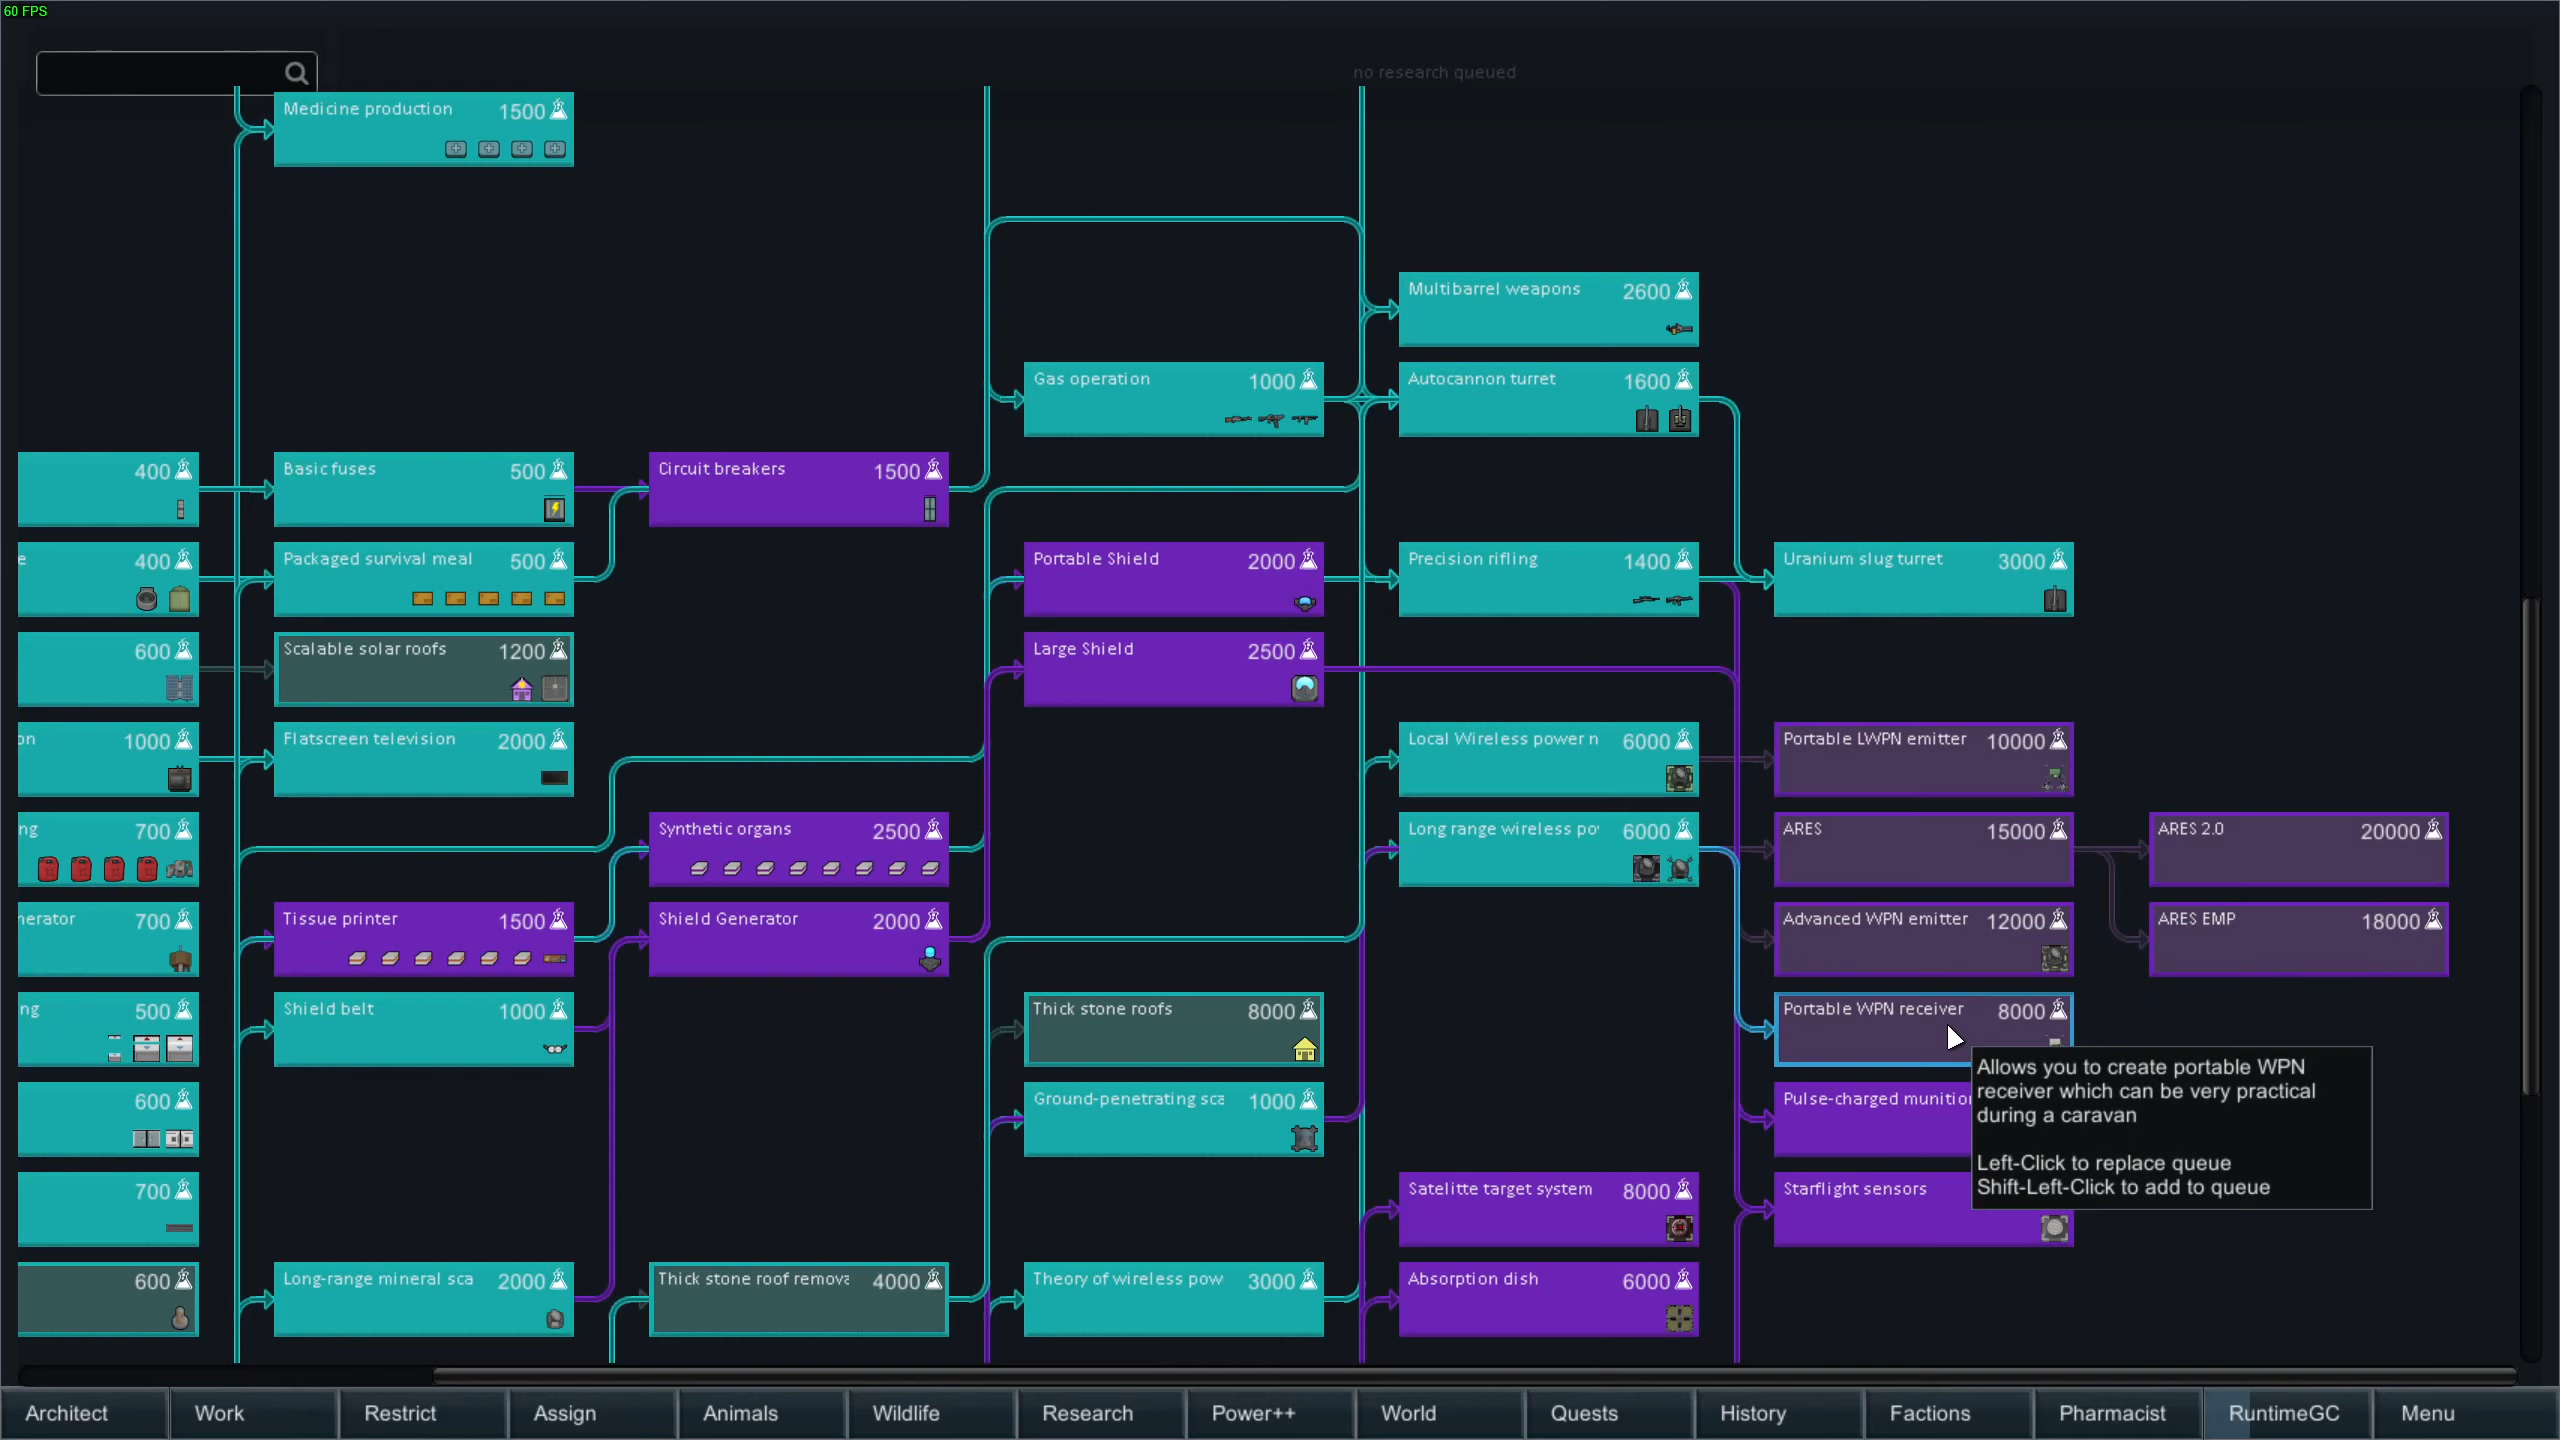 60 FPS
no research queued
Medicine production 1500
Multibarrel weapons 2600
Gas operation 1000
Autocannon turret 1600
400
Basic fuses 500
Circuit breakers 1500
e 400
Packaged survival meal 500
Portable Shield 2000
Precision rifling 1400
Uranium slug turret 3000
600
Scalable solar roofs 1200
Large Shield 2500
on 1000
Flatscreen television 2000
Local Wireless power n 6000
Portable LWPN emitter 10000
ng 700
Synthetic organs 2500
Long range wireless po 6000
ARES 15000
ARES 2.0 20000
nerator 700
Tissue printer 1500
Shield Generator 2000
Advanced WPN emitter 12000
ARES EMP 18000
ng 500
Shield belt 1000
Thick stone roofs 8000
Portable WPN receiver 8000
Allows you to create portable WPN
receiver which can be very practical
during a caravan
Left-Click to replace queue
Shift-Left-Click to add to queue
600
Ground-penetrating sca 1000
Pulse-charged munition
700
Satelitte target system 8000
Starflight sensors
600
Long-range mineral sca 2000
Thick stone roof remova 4000
Theory of wireless pow 3000
Absorption dish 6000
Architect Work Restrict Assign Animals Wildlife Research Power++ World Quests History Factions Pharmacist RuntimeGC Menu